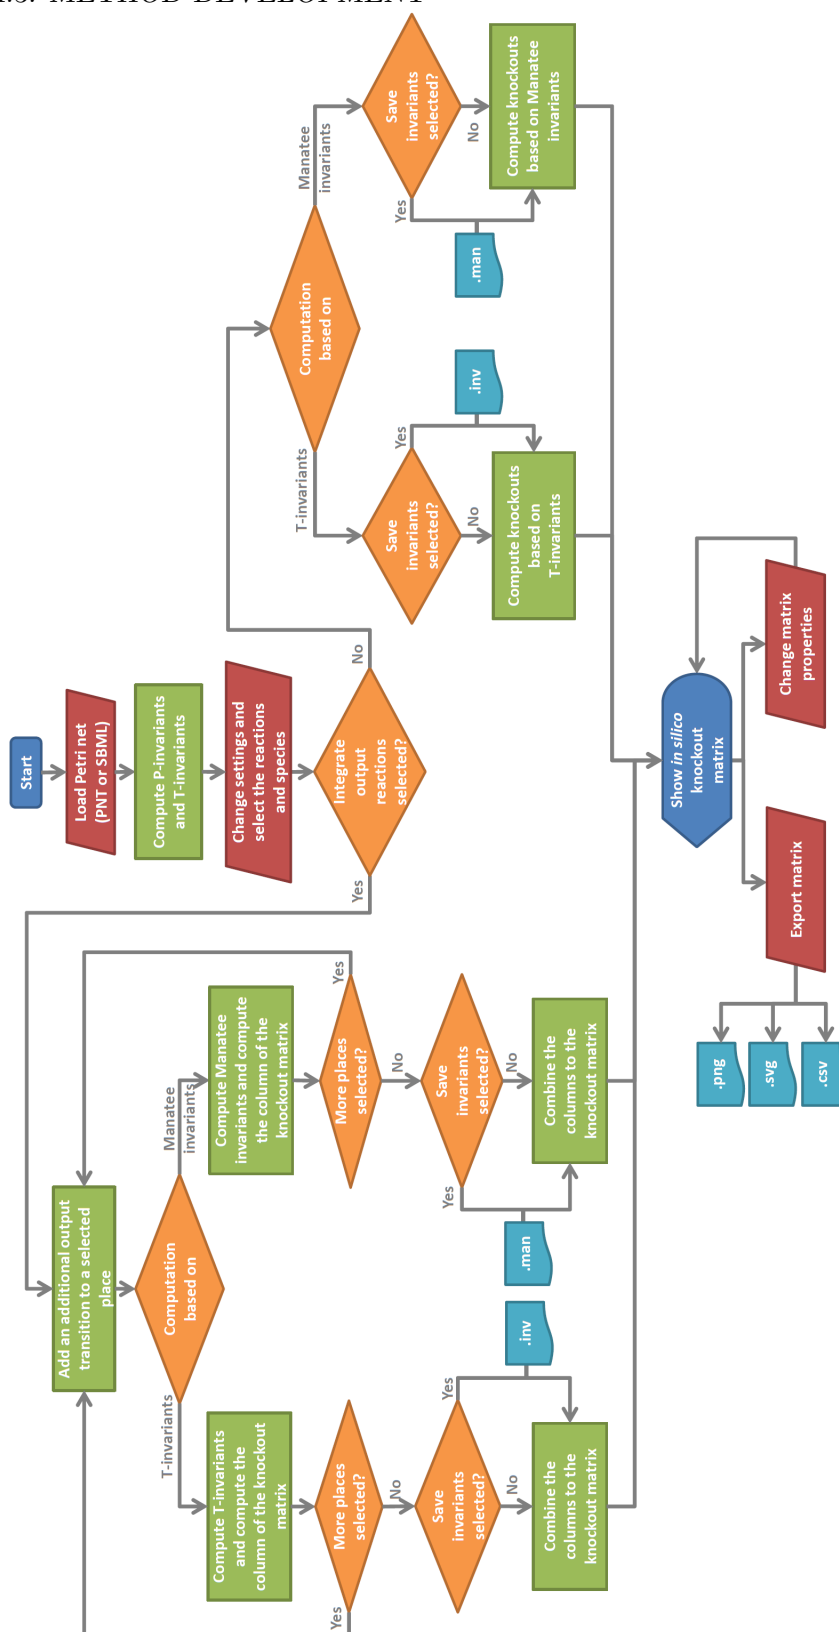 Start
Load Petri net
(PNT or SBML)
Compute P-invariants
and T-invariants
Change settings and
select the reactions
and species
Integrate
output
reactions
selected?
Yes
No
Add an additional output
transition to a selected
place
Computation
based on
T-invariants
Manatee
invariants
Compute T-invariants
and compute the
column of the knockout
matrix
More places
selected?
Yes
No
Save
invariants
selected?
Yes
No
.inv
Combine the
columns to the
knockout matrix
Compute Manatee
invariants and compute
the column of the
knockout matrix
More places
selected?
Yes
No
Save
invariants
selected?
Yes
No
.man
Combine the
columns to the
knockout matrix
Computation
based on
T-invariants
Manatee
invariants
Save
invariants
selected?
Yes
No
.inv
Compute knockouts
based on
T-invariants
Save
invariants
selected?
Yes
No
.man
Compute knockouts
based on Manatee
invariants
Show in silico
knockout
matrix
Export matrix
Change matrix
properties
.png
.svg
.csv